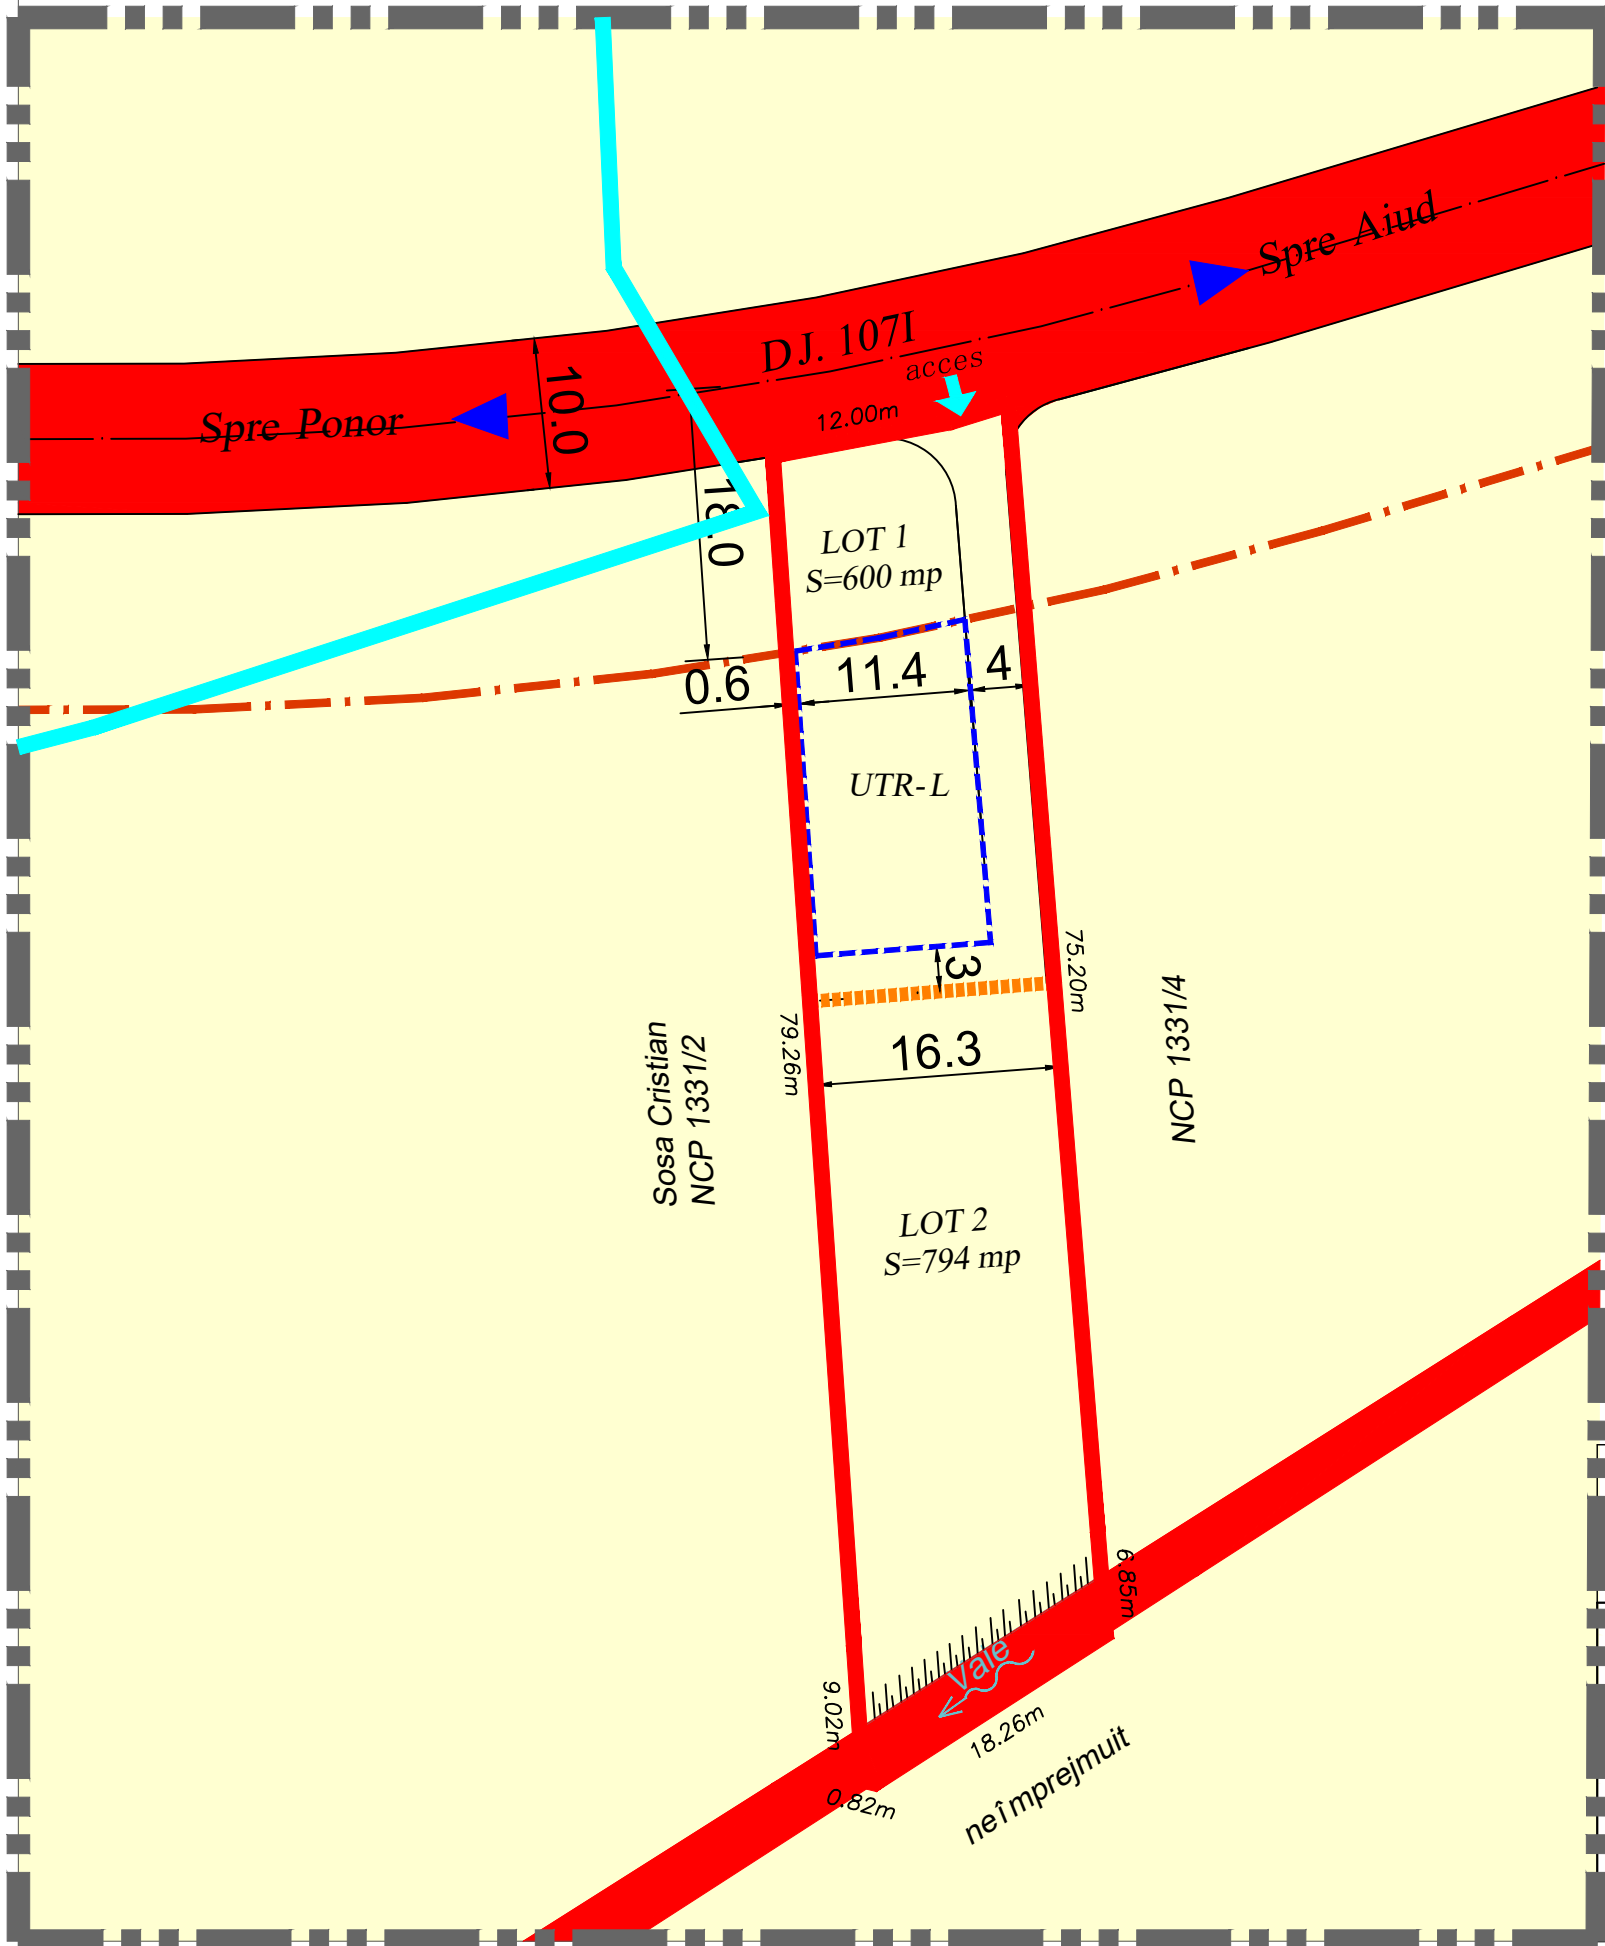 Spre Aiud
DJ. 107I
acces
Spre Ponor
10.0
12.00m
18.0
LOT 1
S=600 mp
0.6
11.4
4
UTR-L
3
75.20m
79.26m
16.3
Sosa Cristian
NCP 1331/2
NCP 1331/4
LOT 2
S=794 mp
6.85m
Vale
9.02m
18.26m
0.82m
neîmprejmuit